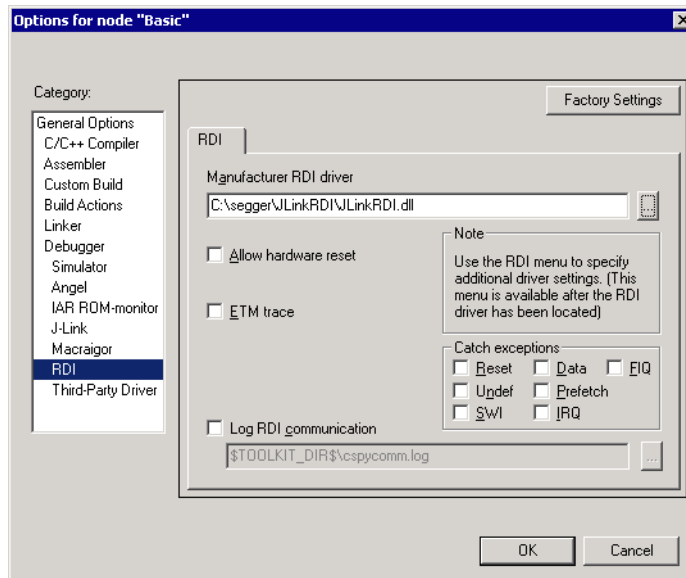 Options for node "Basic"
Category:
General Options
C/C++ Compiler
Assembler
Custom Build
Build Actions
Linker
Debugger
Simulator
Angel
IAR ROM-monitor
J-Link
Macraigor
RDI
Third-Party Driver
Factory Settings
RDI
Manufacturer RDI driver
C:\segger\JLinkRDI\JLinkRDI.dll
...
Allow hardware reset
ETM trace
Note
Use the RDI menu to specify
additional driver settings. (This
menu is available after the RDI
driver has been located)
Catch exceptions
Reset Data FIQ
Undef Prefetch
SWI IRQ
Log RDI communication
$TOOLKIT_DIR$\cspycomm.log
...
OK Cancel